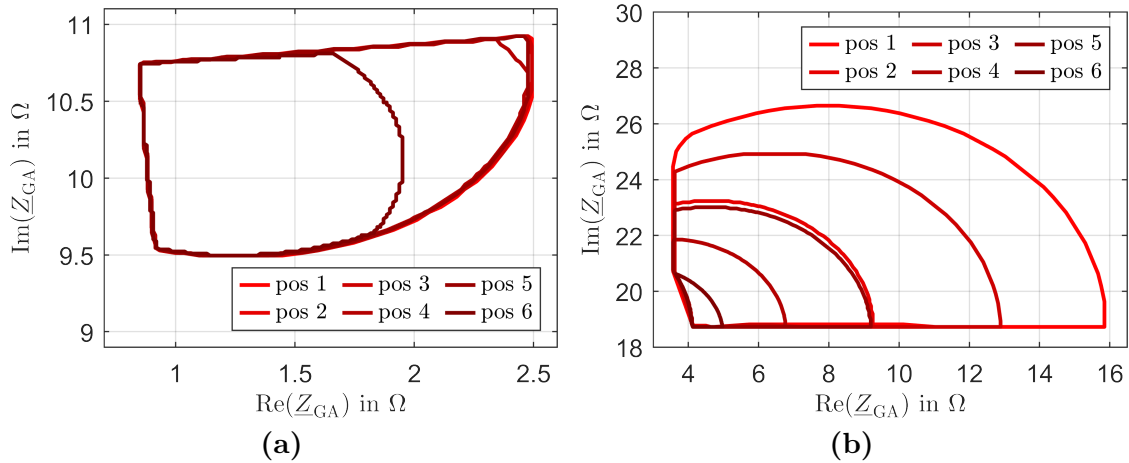 11
10.5
10
9.5
9
Im(Z_GA) in Ω
pos 1 pos 3 pos 5
pos 2 pos 4 pos 6
1 1.5 2 2.5
Re(Z_GA) in Ω
(a)
30
28
26
24
22
20
18
Im(Z_GA) in Ω
pos 1 pos 3 pos 5
pos 2 pos 4 pos 6
4 6 8 10 12 14 16
Re(Z_GA) in Ω
(b)